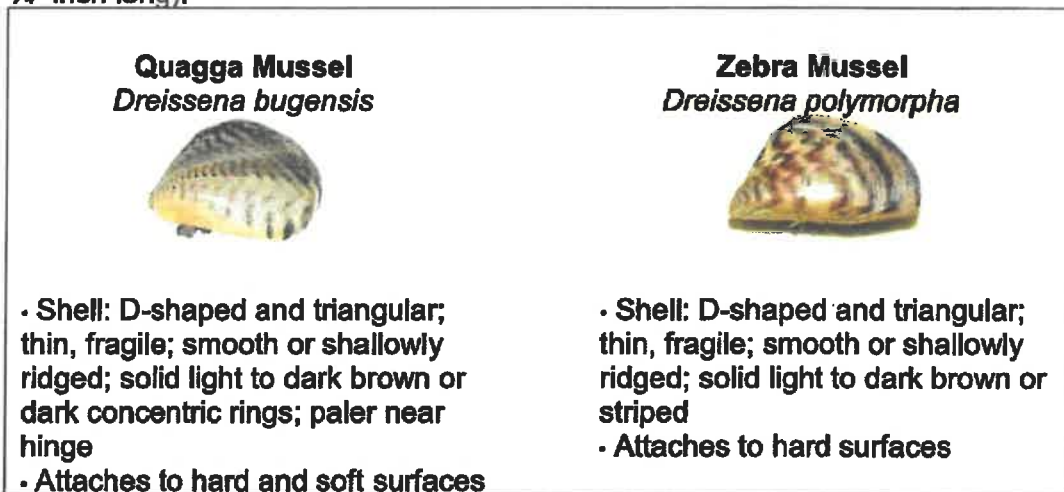 Quagga Mussel
Dreissena bugensis
Zebra Mussel
Dreissena polymorpha
• Shell: D-shaped and triangular;
thin, fragile; smooth or shallowly
ridged; solid light to dark brown or
dark concentric rings; paler near
hinge
• Attaches to hard and soft surfaces
• Shell: D-shaped and triangular;
thin, fragile; smooth or shallowly
ridged; solid light to dark brown or
striped
• Attaches to hard surfaces